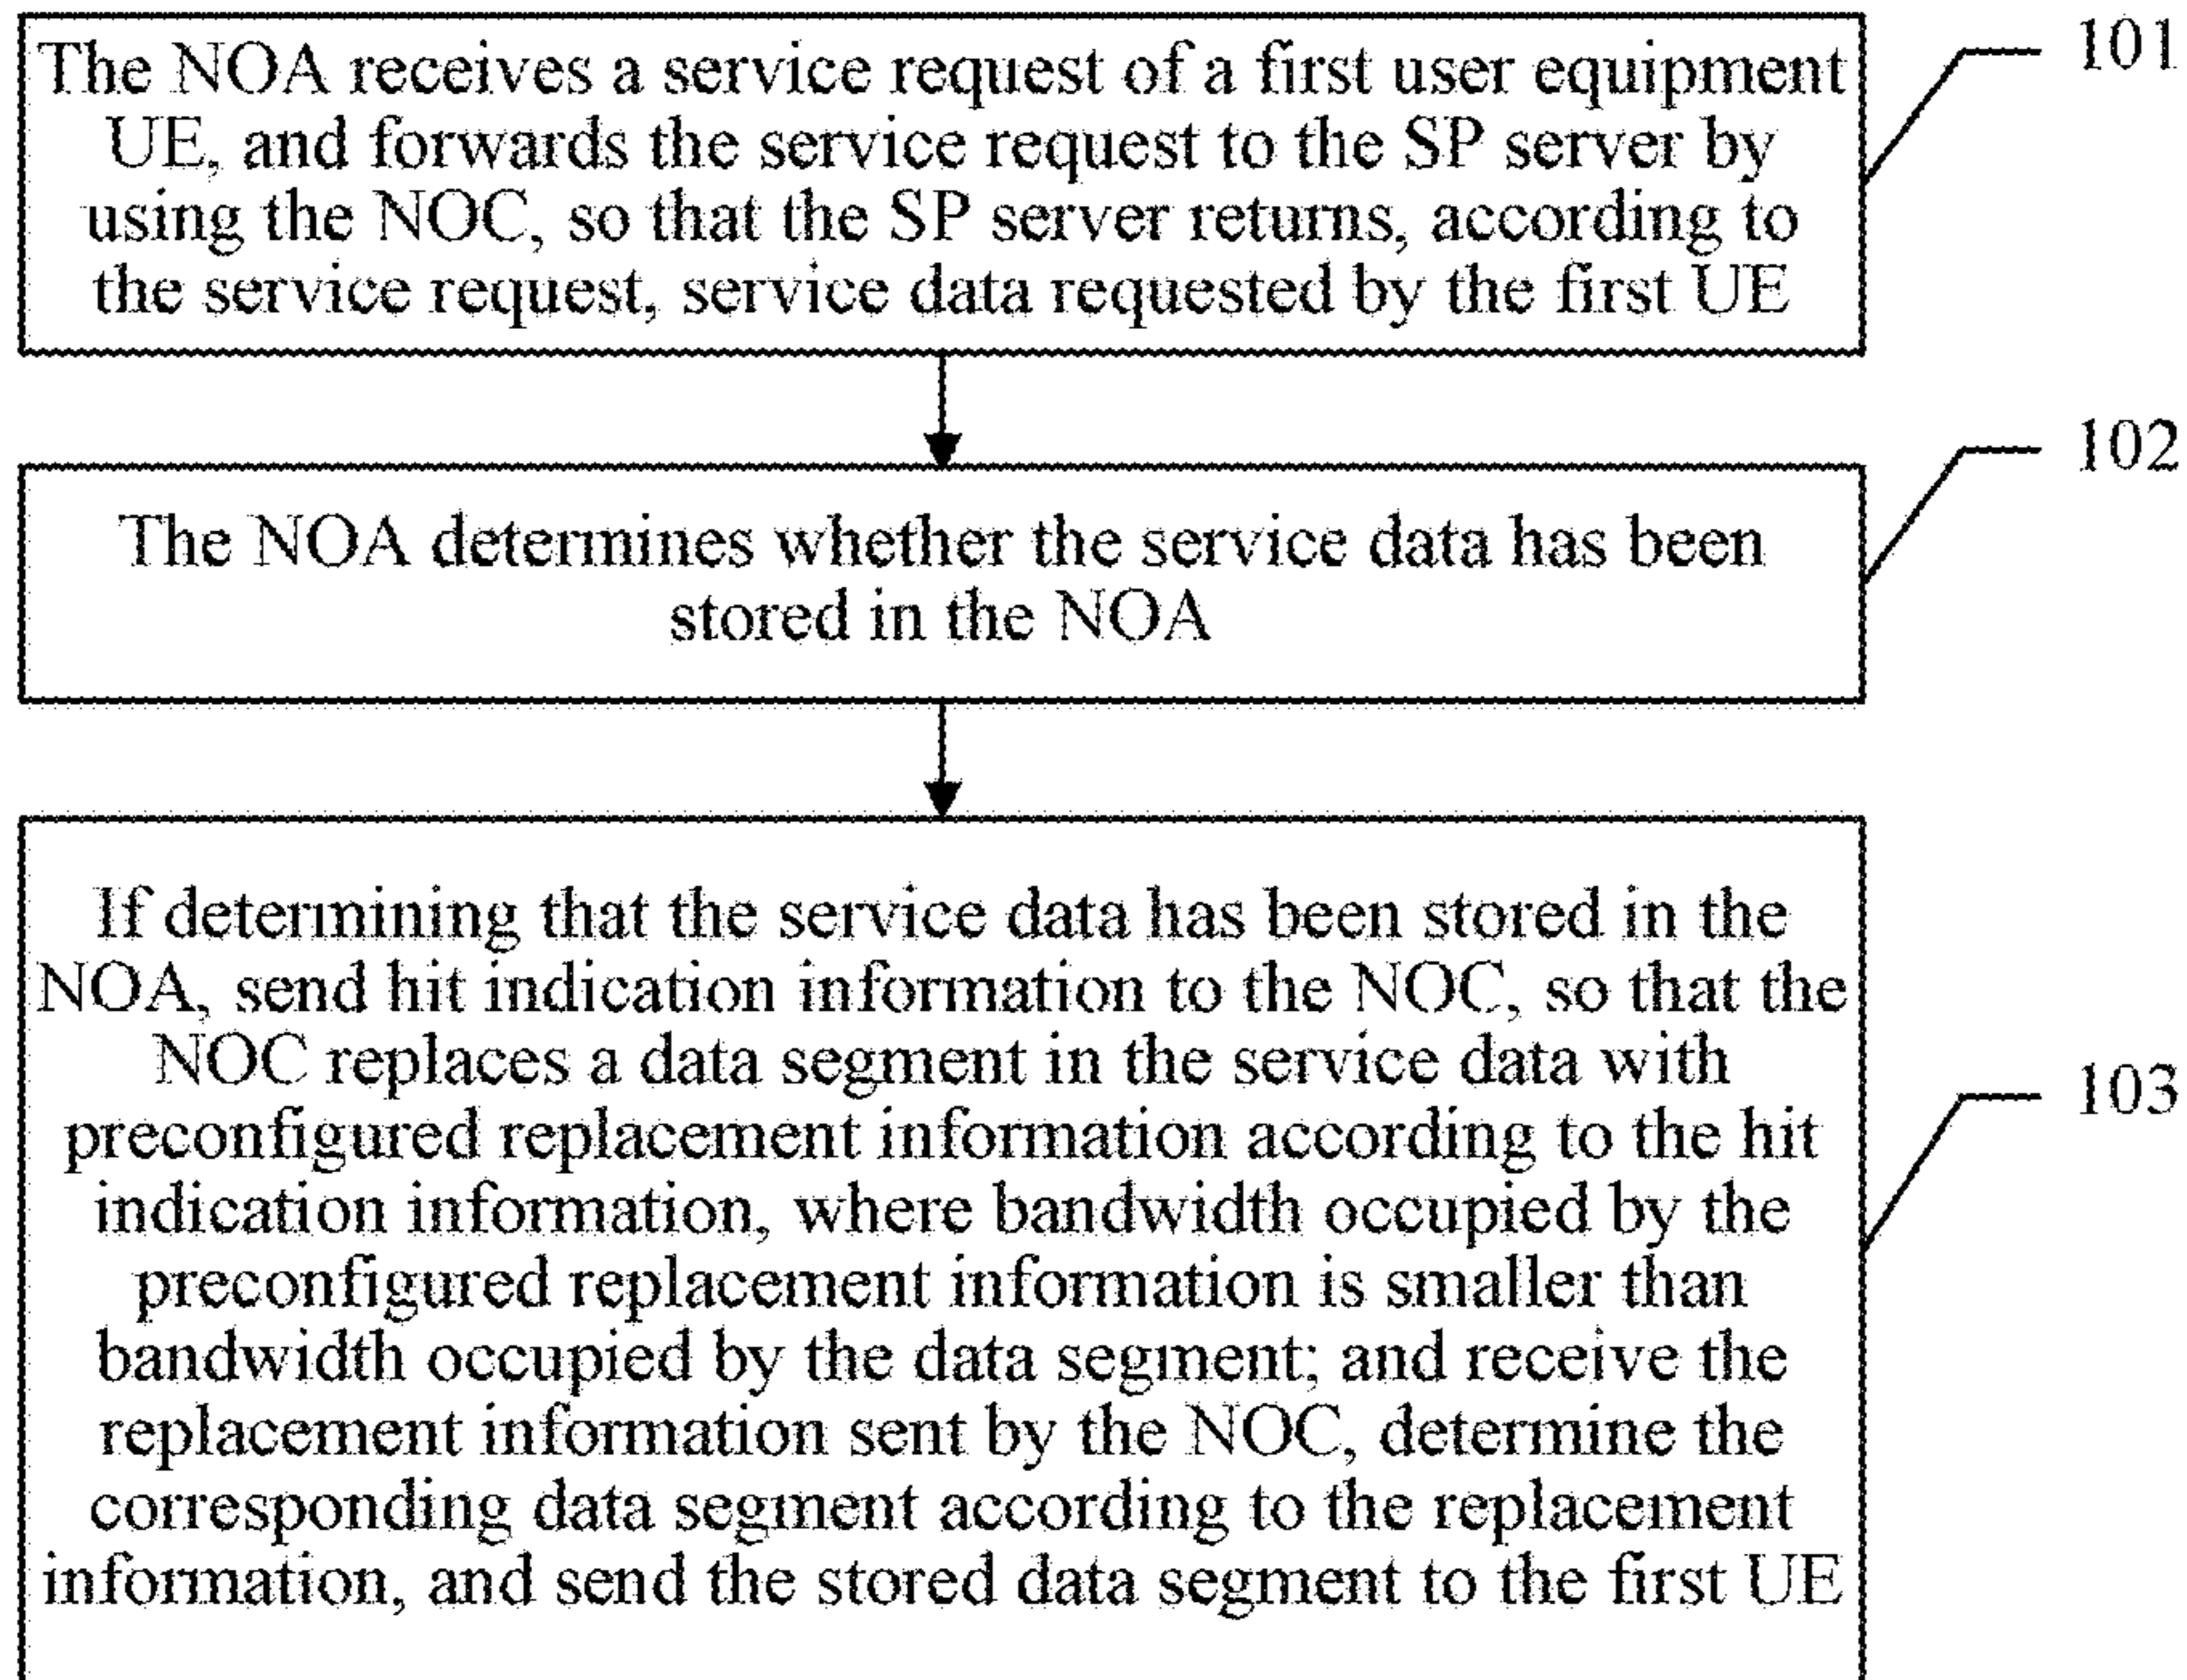 The NOA receives a service request of a first user equipment
UE, and forwards the service request to the SP server by
using the NOC, so that the SP server returns, according to
the service request, service data requested by the first UE
101
The NOA determines whether the service data has been
stored in the NOA
102
If determining that the service data has been stored in the
NOA, send hit indication information to the NOC, so that the
NOC replaces a data segment in the service data with
preconfigured replacement information according to the hit
indication information, where bandwidth occupied by the
preconfigured replacement information is smaller than
bandwidth occupied by the data segment; and receive the
replacement information sent by the NOC, determine the
corresponding data segment according to the replacement
information, and send the stored data segment to the first UE
103